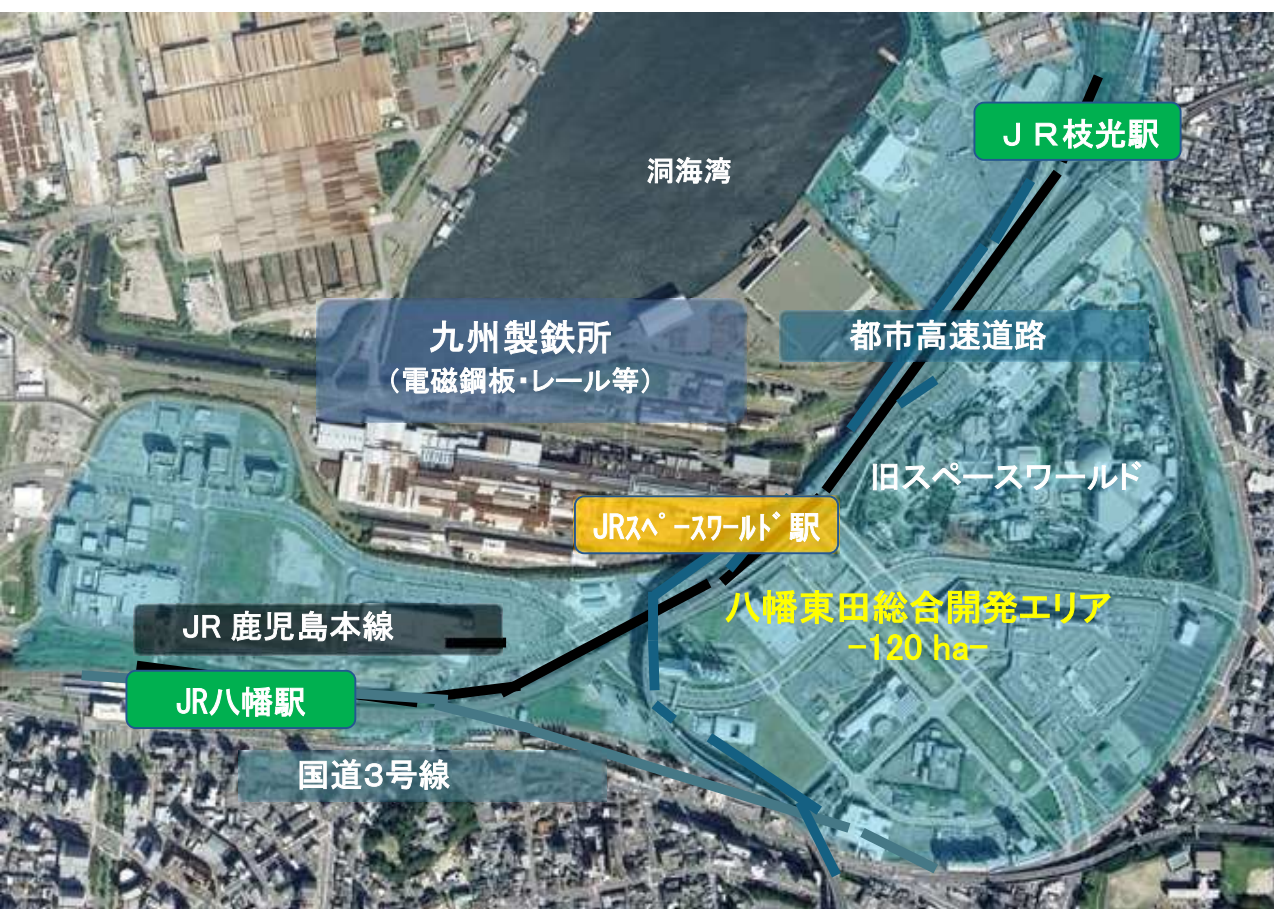 ＪＲ枝光駅
洞海湾
九州製鉄所
（電磁鋼板・レール等）
都市高速道路
旧スペースワールド
JRｽﾍﾟｰｽﾜｰﾙﾄﾞ駅
八幡東田総合開発エリア
−120 ha−
JR 鹿児島本線
JR八幡駅
国道３号線